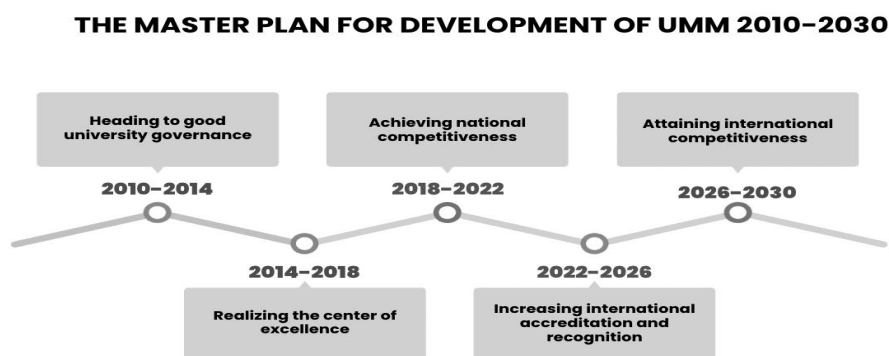 THE MASTER PLAN FOR DEVELOPMENT OF UMM 2010-2030
Heading to good
university governance
2010-2014
2014-2018
Realizing the center of
excellence
Achieving national
competitiveness
2018-2022
2022-2026
Increasing international
accreditation and
recognition
Attaining international
competitiveness
2026-2030